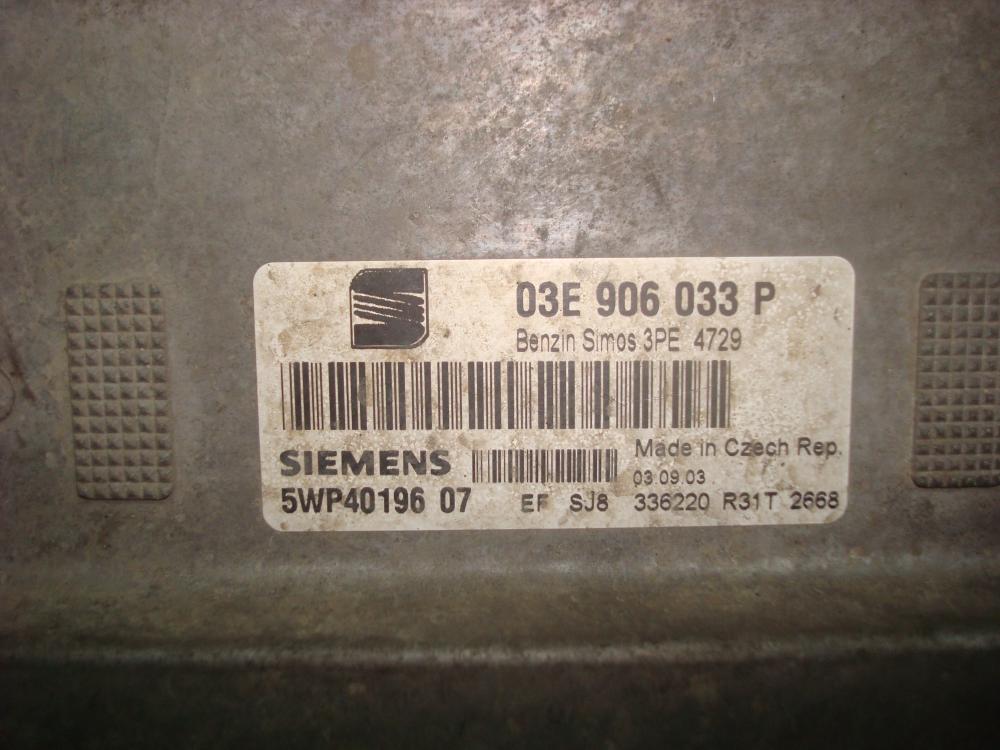 03E 906 033 P
Benzin Simos 3PE 4729
SIEMENS
Made in Czech Rep.
03.09.03
5WP40196 07
EF SJ8 336220 R31T 2668